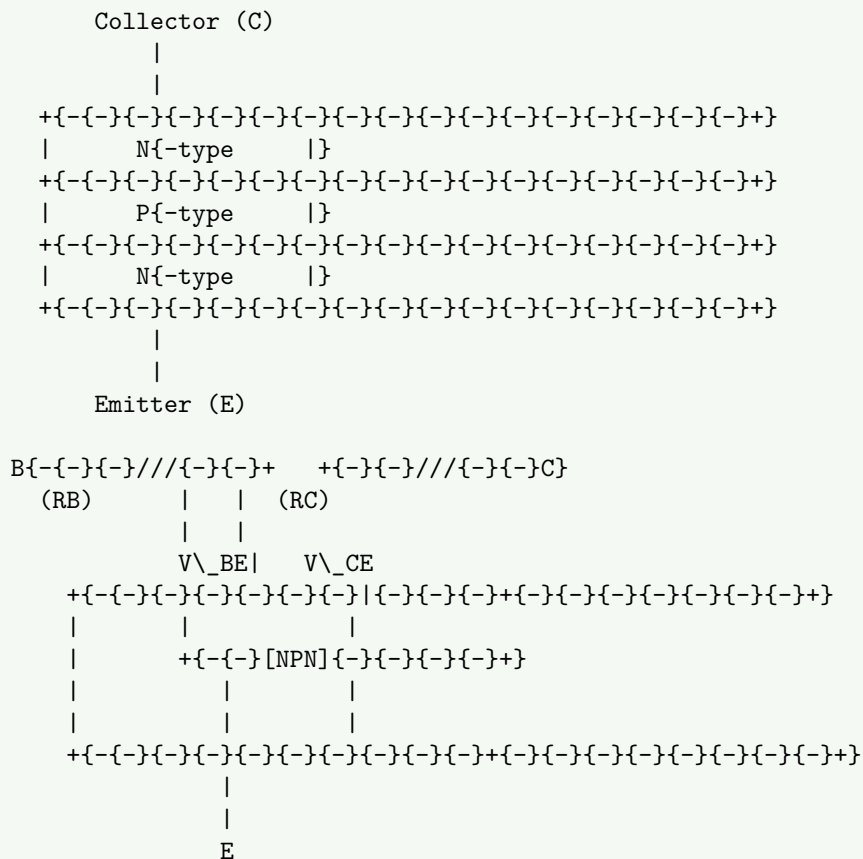 Collector (C)
|
|
+{-{-}{-}{-}{-}{-}{-}{-}{-}{-}{-}{-}{-}{-}{-}{-}+}
| N{-type |}
+{-{-}{-}{-}{-}{-}{-}{-}{-}{-}{-}{-}{-}{-}{-}{-}+}
| P{-type |}
+{-{-}{-}{-}{-}{-}{-}{-}{-}{-}{-}{-}{-}{-}{-}{-}+}
| N{-type |}
+{-{-}{-}{-}{-}{-}{-}{-}{-}{-}{-}{-}{-}{-}{-}{-}+}
|
|
Emitter (E)
B{-{-}{-}///{-}{-}+ +{-}{-}///{-}{-}C}
(RB) | | (RC)
| |
V\_BE| V\_CE
+{-{-}{-}{-}{-}{-}{-}|{-}{-}{-}+{-}{-}{-}{-}{-}{-}{-}+}
| | |
| +{-{-}[NPN]{-}{-}{-}{-}+}
| | |
| | |
+{-{-}{-}{-}{-}{-}{-}{-}{-}{-}+{-}{-}{-}{-}{-}{-}{-}{-}+}
|
|
E